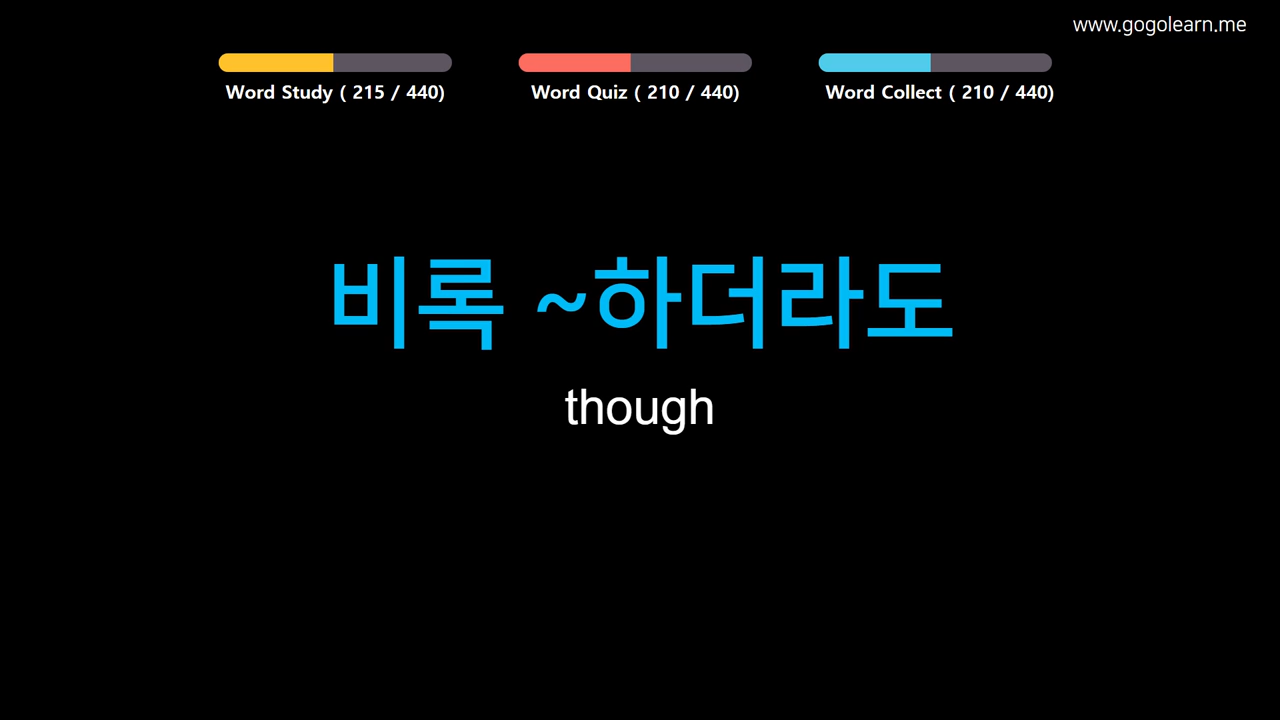 www.gogolearn.me
Word Study ( 215 / 440)
Word Quiz ( 210 / 440)
Word Collect ( 210 / 440)
비록 ~하더라도
though